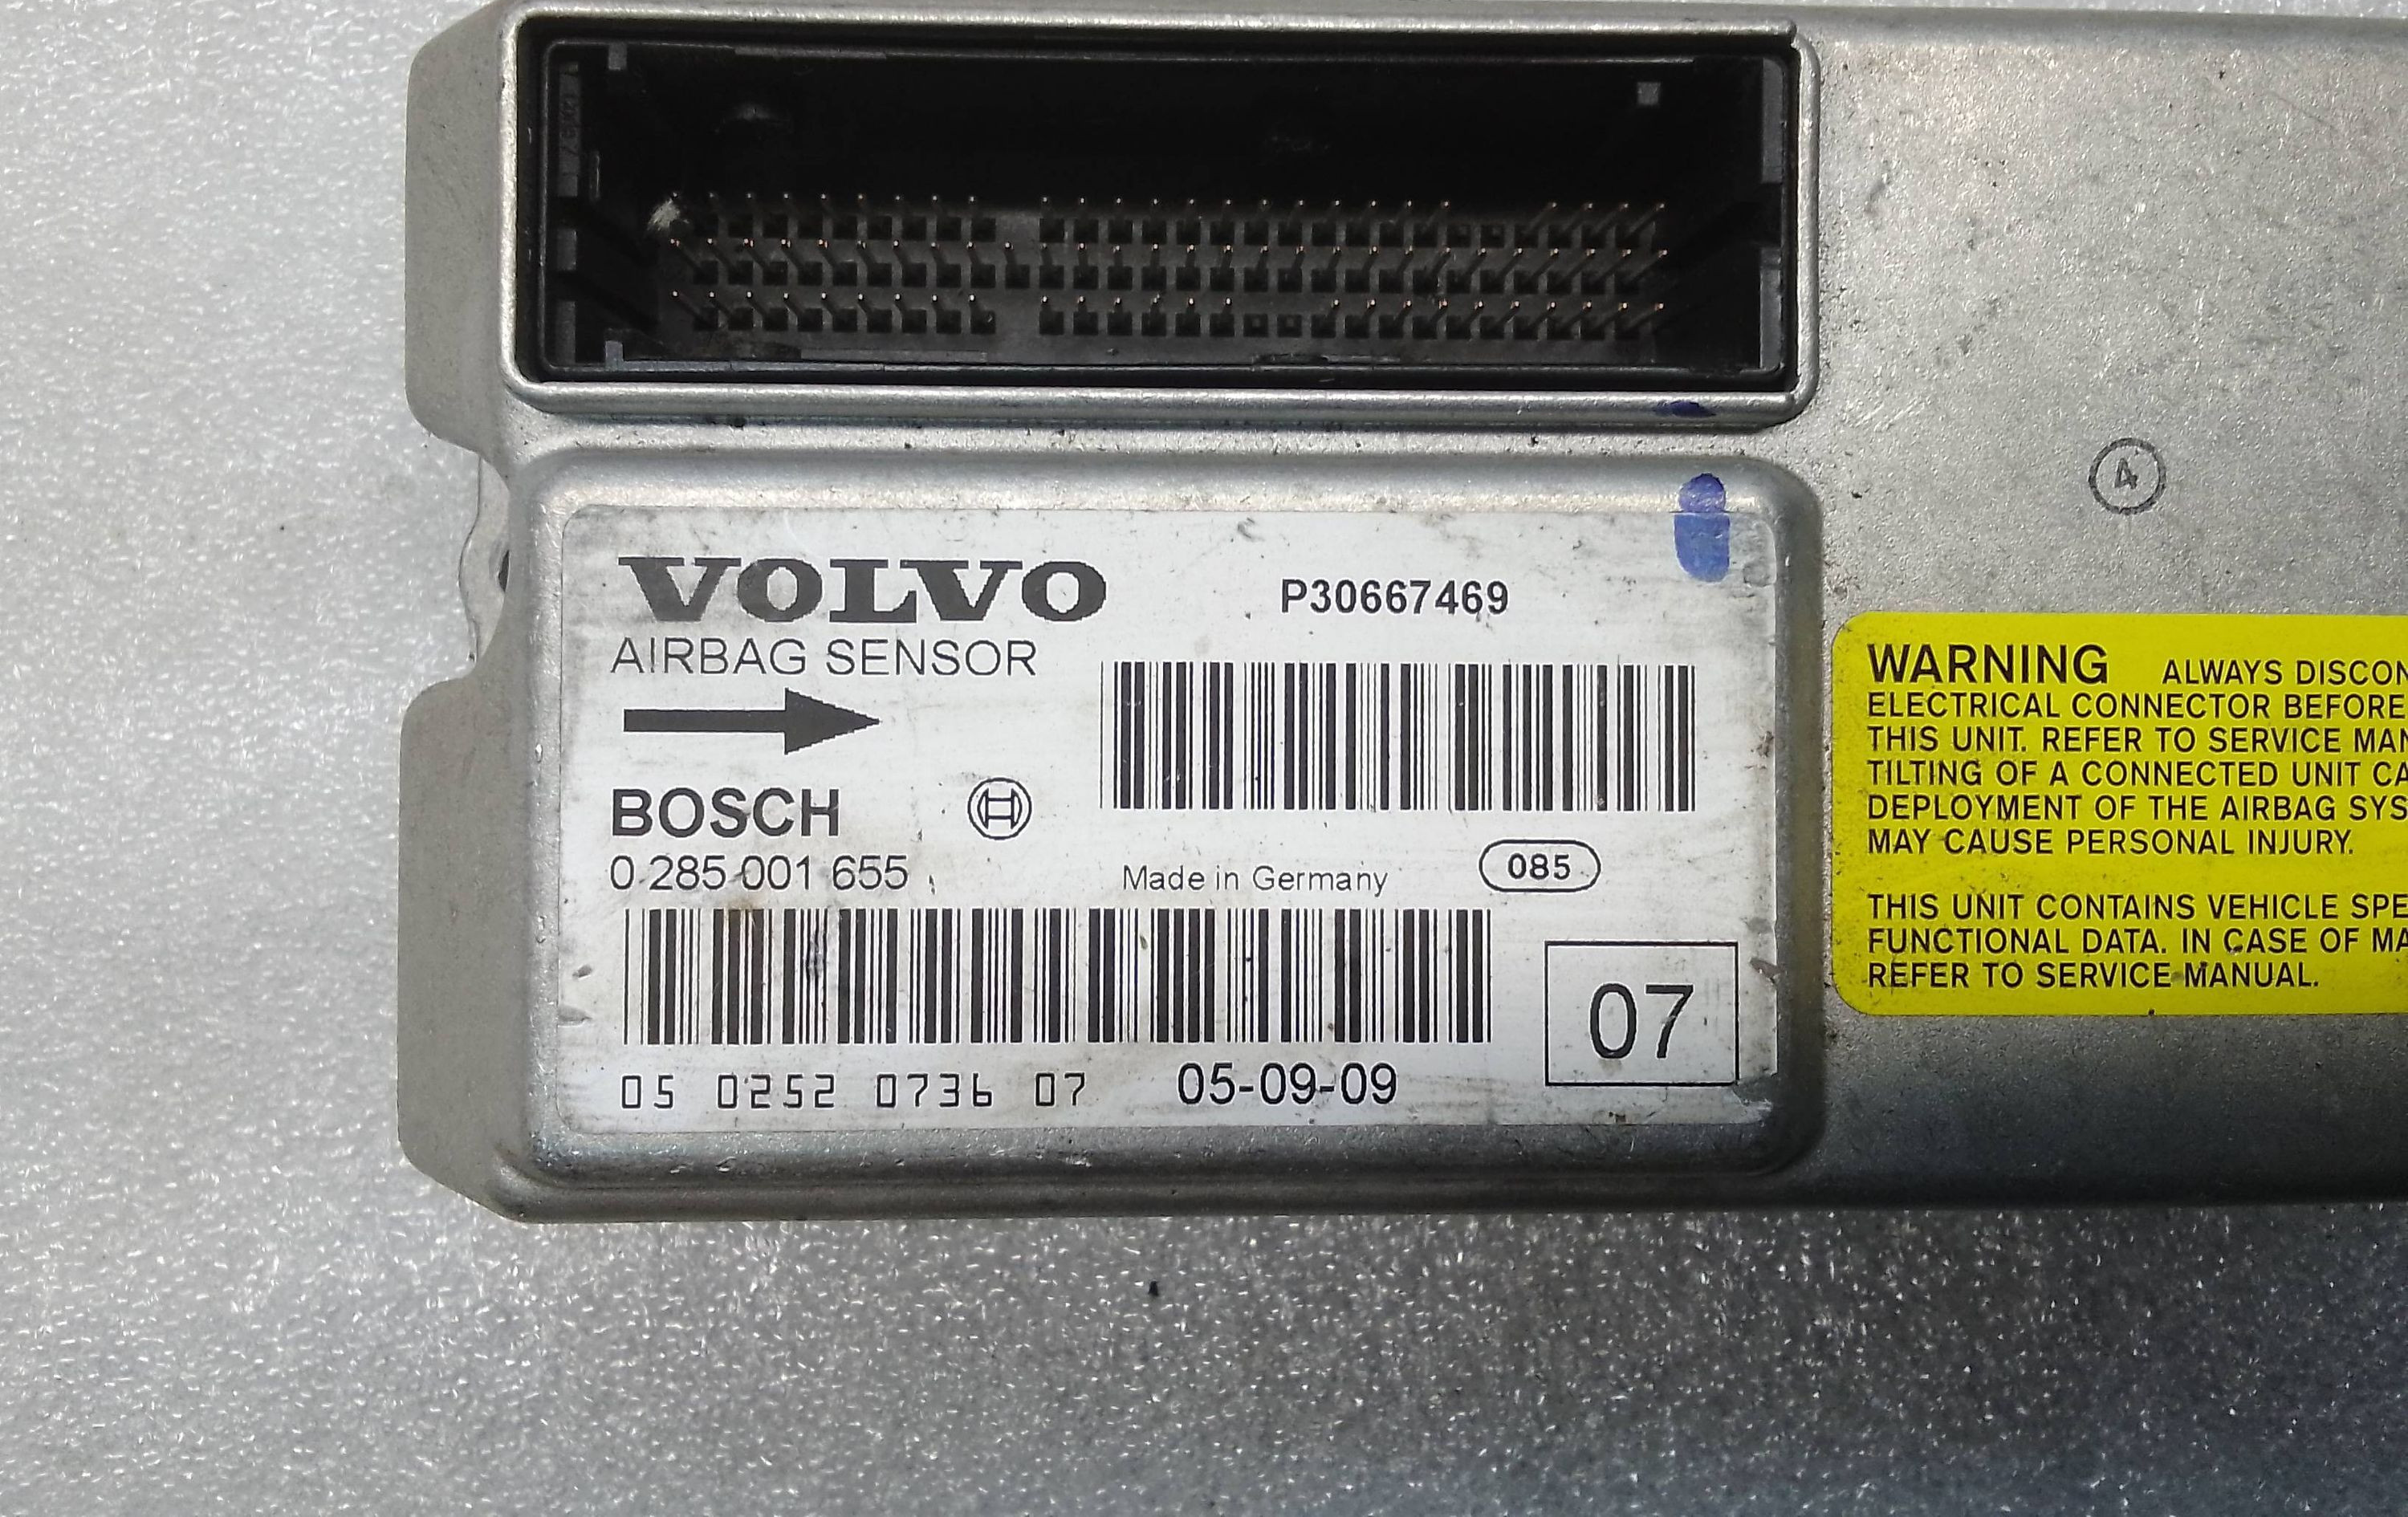 VOLVO
P30667469
AIRBAG SENSOR
BOSCH
0 285 001 655
Made in Germany
085
07
05 0252 0736 07
05-09-09
4
WARNING ALWAYS DISCON
ELECTRICAL CONNECTOR BEFORE
THIS UNIT. REFER TO SERVICE MAN
TILTING OF A CONNECTED UNIT CA
DEPLOYMENT OF THE AIRBAG SYS
MAY CAUSE PERSONAL INJURY.
THIS UNIT CONTAINS VEHICLE SPE
FUNCTIONAL DATA. IN CASE OF MA
REFER TO SERVICE MANUAL.